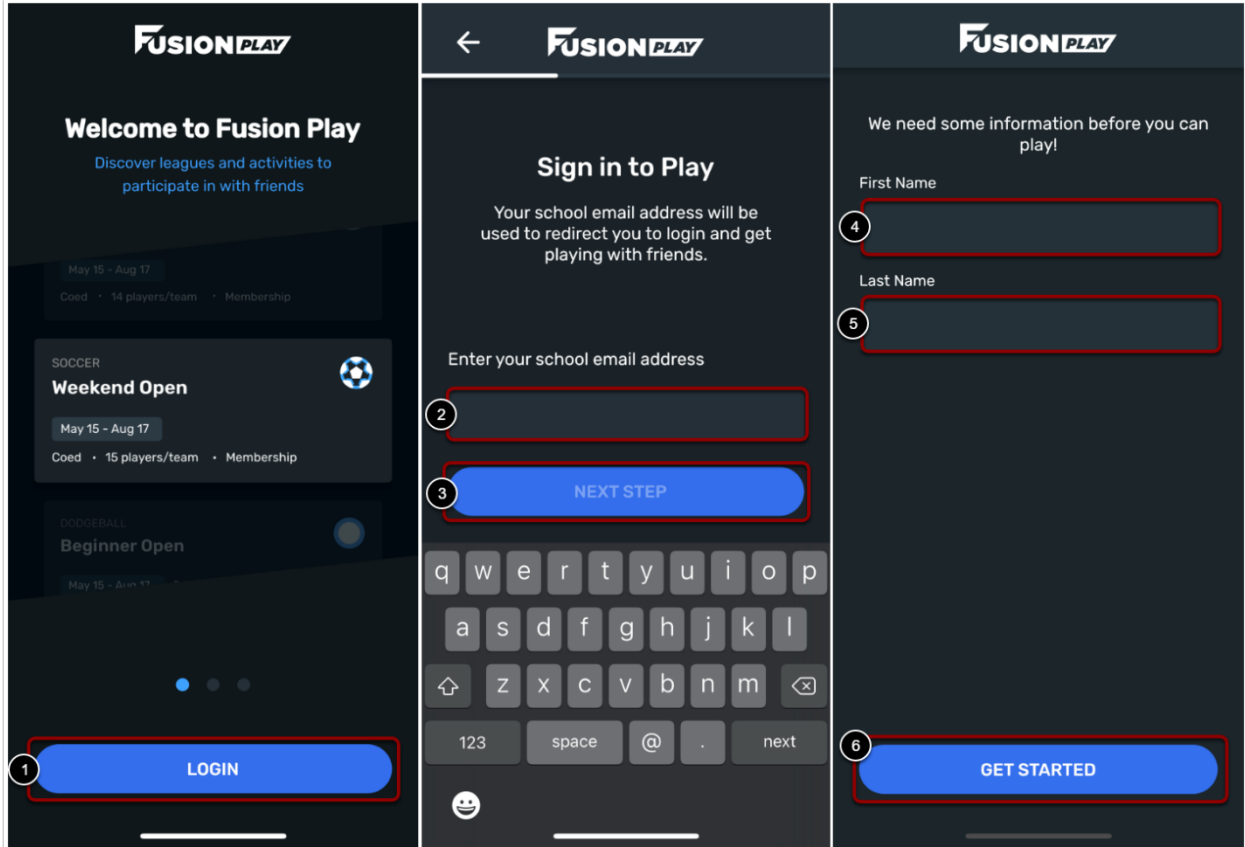 FUSION PLAY
Welcome to Fusion Play
Discover leagues and activities to
participate in with friends
May 15 - Aug 17
Coed · 14 players/team · Membership
SOCCER
Weekend Open
May 15 - Aug 17
Coed · 15 players/team · Membership
DODGEBALL
Beginner Open
May 15 - Aug 17
1
LOGIN
FUSION PLAY
Sign in to Play
Your school email address will be
used to redirect you to login and get
playing with friends.
Enter your school email address
2
3
NEXT STEP
q w e r t y u i o p
a s d f g h j k l
z x c v b n m
123 space @ . next
FUSION PLAY
We need some information before you can
play!
First Name
4
Last Name
5
6
GET STARTED